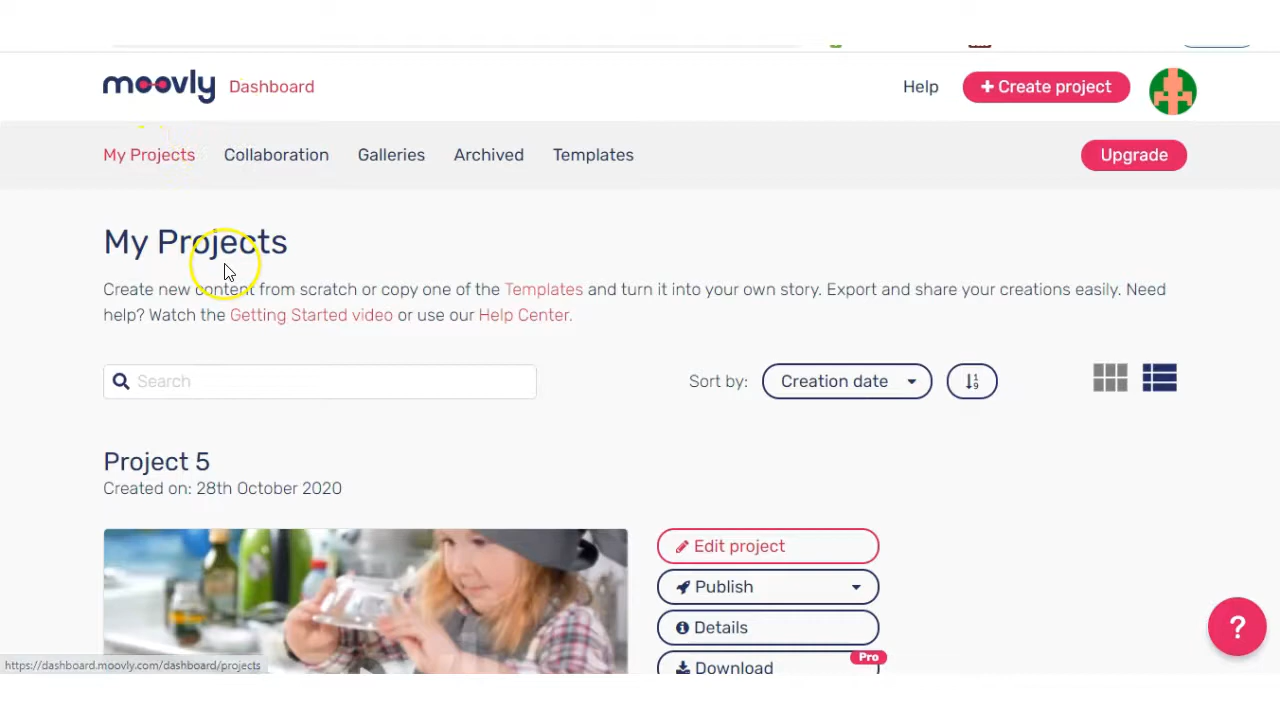 moovly Dashboard Help + Create project
My Projects Collaboration Galleries Archived Templates Upgrade
My Projects
Create new content from scratch or copy one of the Templates and turn it into your own story. Export and share your creations easily. Need
help? Watch the Getting Started video or use our Help Center.
Search Sort by: Creation date
Project 5
Created on: 28th October 2020
Edit project
Publish
Details
Pro
Download
?
https://dashboard.moovly.com/dashboard/projects